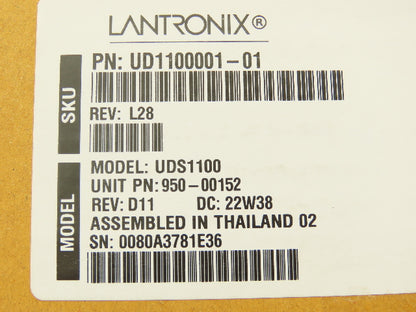 LANTRONIX®
SKU
PN: UD1100001-01
REV: L28
MODEL
MODEL: UDS1100
UNIT PN: 950-00152
REV: D11 DC: 22W38
ASSEMBLED IN THAILAND 02
SN: 0080A3781E36